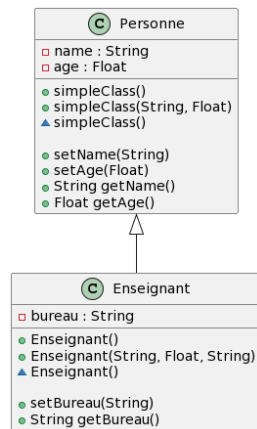 C Personne
name : String
age : Float
simpleClass()
simpleClass(String, Float)
simpleClass()
setName(String)
setAge(Float)
String getName()
Float getAge()
C Enseignant
bureau : String
Enseignant()
Enseignant(String, Float, String)
Enseignant()
setBureau(String)
String getBureau()